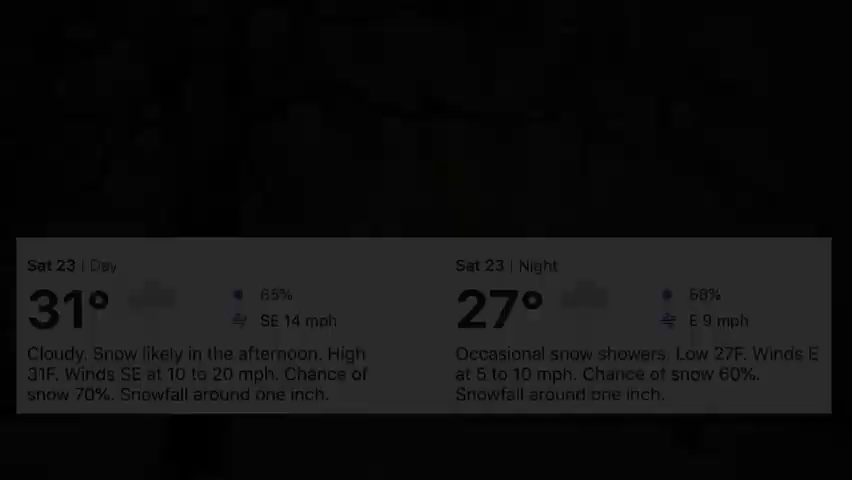 Sat 23 | Day
31°
65%
SE 14 mph
Cloudy. Snow likely in the afternoon. High
31F. Winds SE at 10 to 20 mph. Chance of
snow 70%. Snowfall around one inch.
Sat 23 | Night
27°
58%
E 9 mph
Occasional snow showers. Low 27F. Winds E
at 5 to 10 mph. Chance of snow 60%.
Snowfall around one inch.